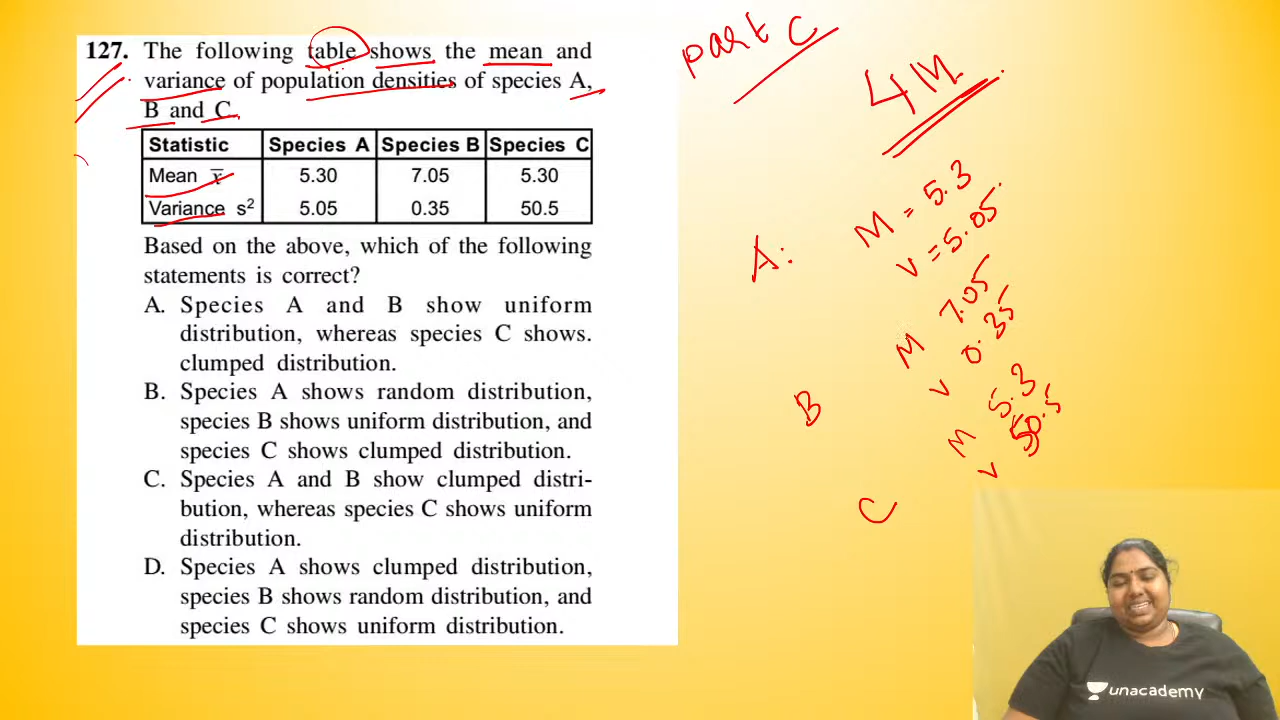 127. The following table shows the mean and
variance of population densities of species A,
B and C.
Statistic Species A Species B Species C
Mean x̄ 5.30 7.05 5.30
Variance s² 5.05 0.35 50.5
Based on the above, which of the following
statements is correct?
A. Species A and B show uniform
distribution, whereas species C shows.
clumped distribution.
B. Species A shows random distribution,
species B shows uniform distribution, and
species C shows clumped distribution.
C. Species A and B show clumped distri-
bution, whereas species C shows uniform
distribution.
D. Species A shows clumped distribution,
species B shows random distribution, and
species C shows uniform distribution.
part C
4M
A:
M = 5.3
V = 5.05
B
M 7.05
V 0.35
C
M 5.3
V 50.5
unacademy